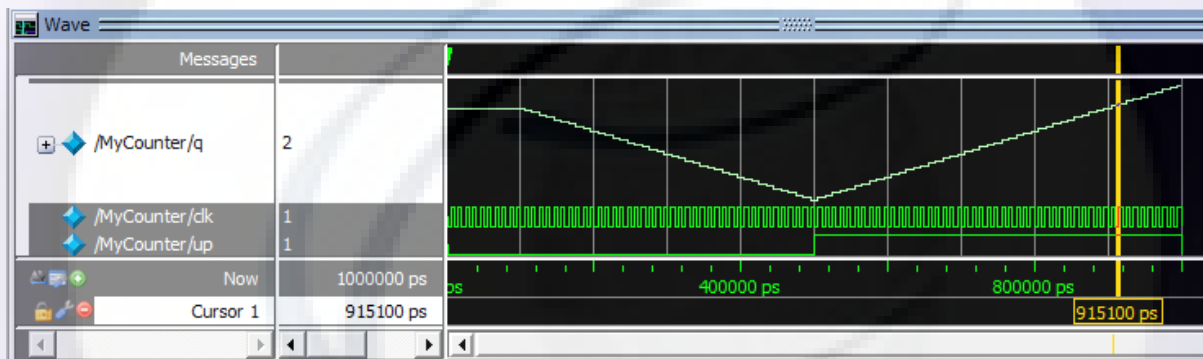 Wave
Messages
/MyCounter/q 2
/MyCounter/clk 1
/MyCounter/up 1
Now 1000000 ps ps 400000 ps 800000 ps
Cursor 1 915100 ps 915100 ps